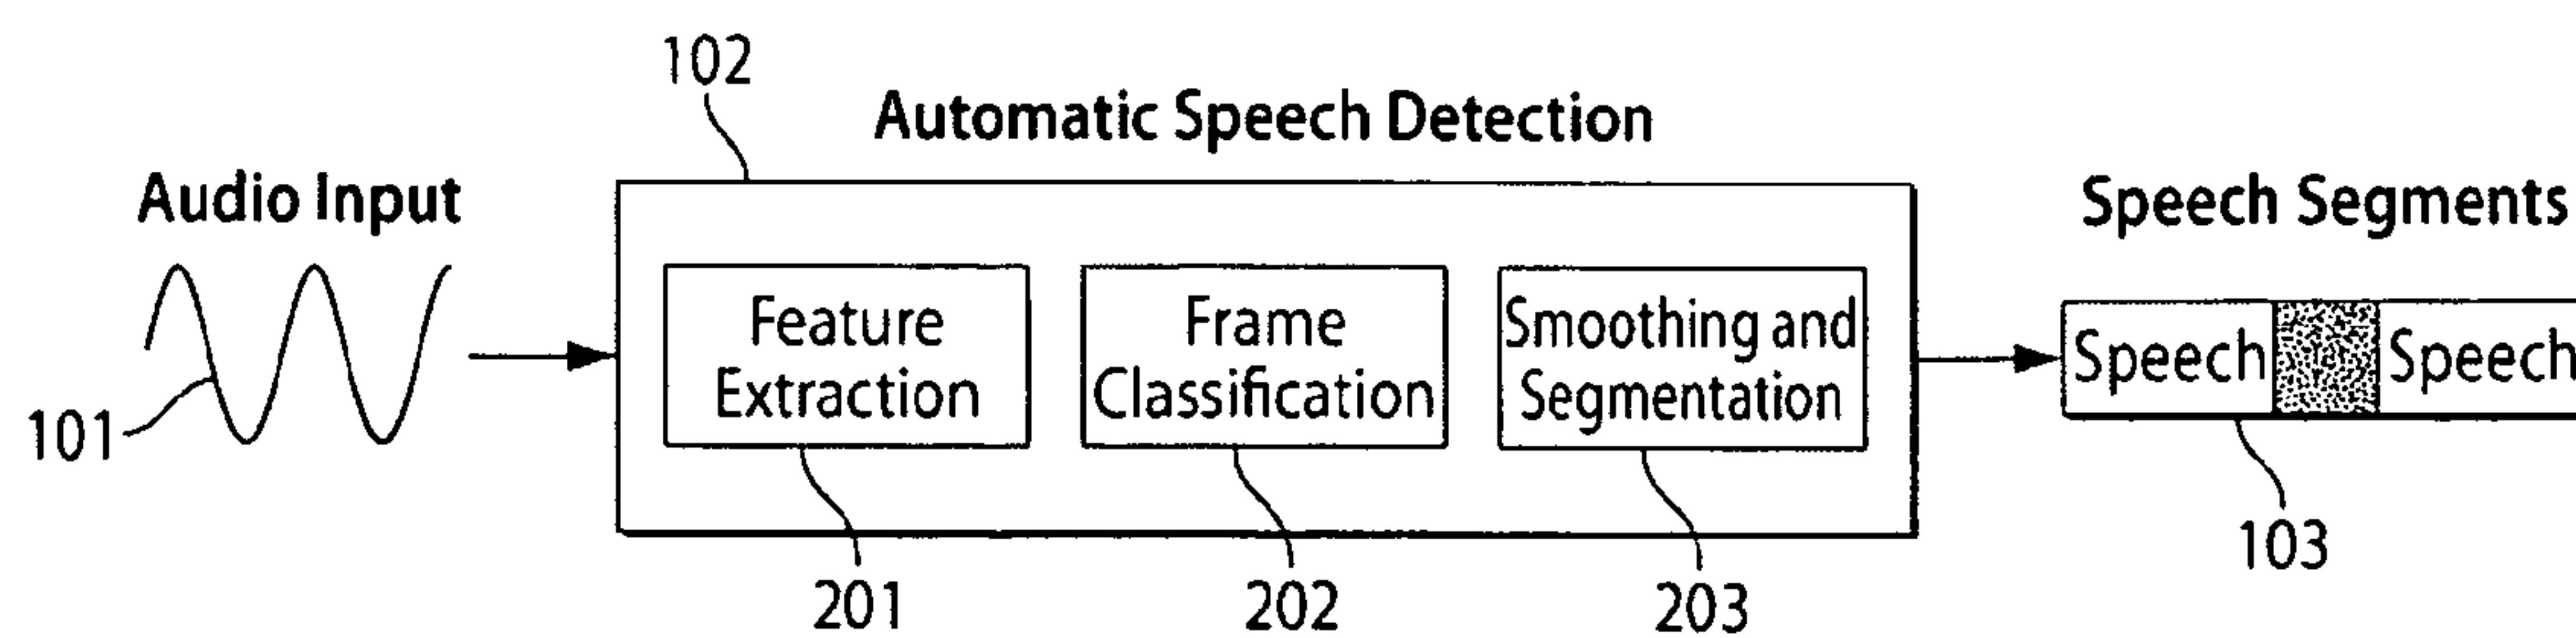 102
Automatic Speech Detection
Audio Input
Speech Segments
Feature
Extraction
Frame
Classification
Smoothing and
Segmentation
Speech
Speech
101
103
201
202
203